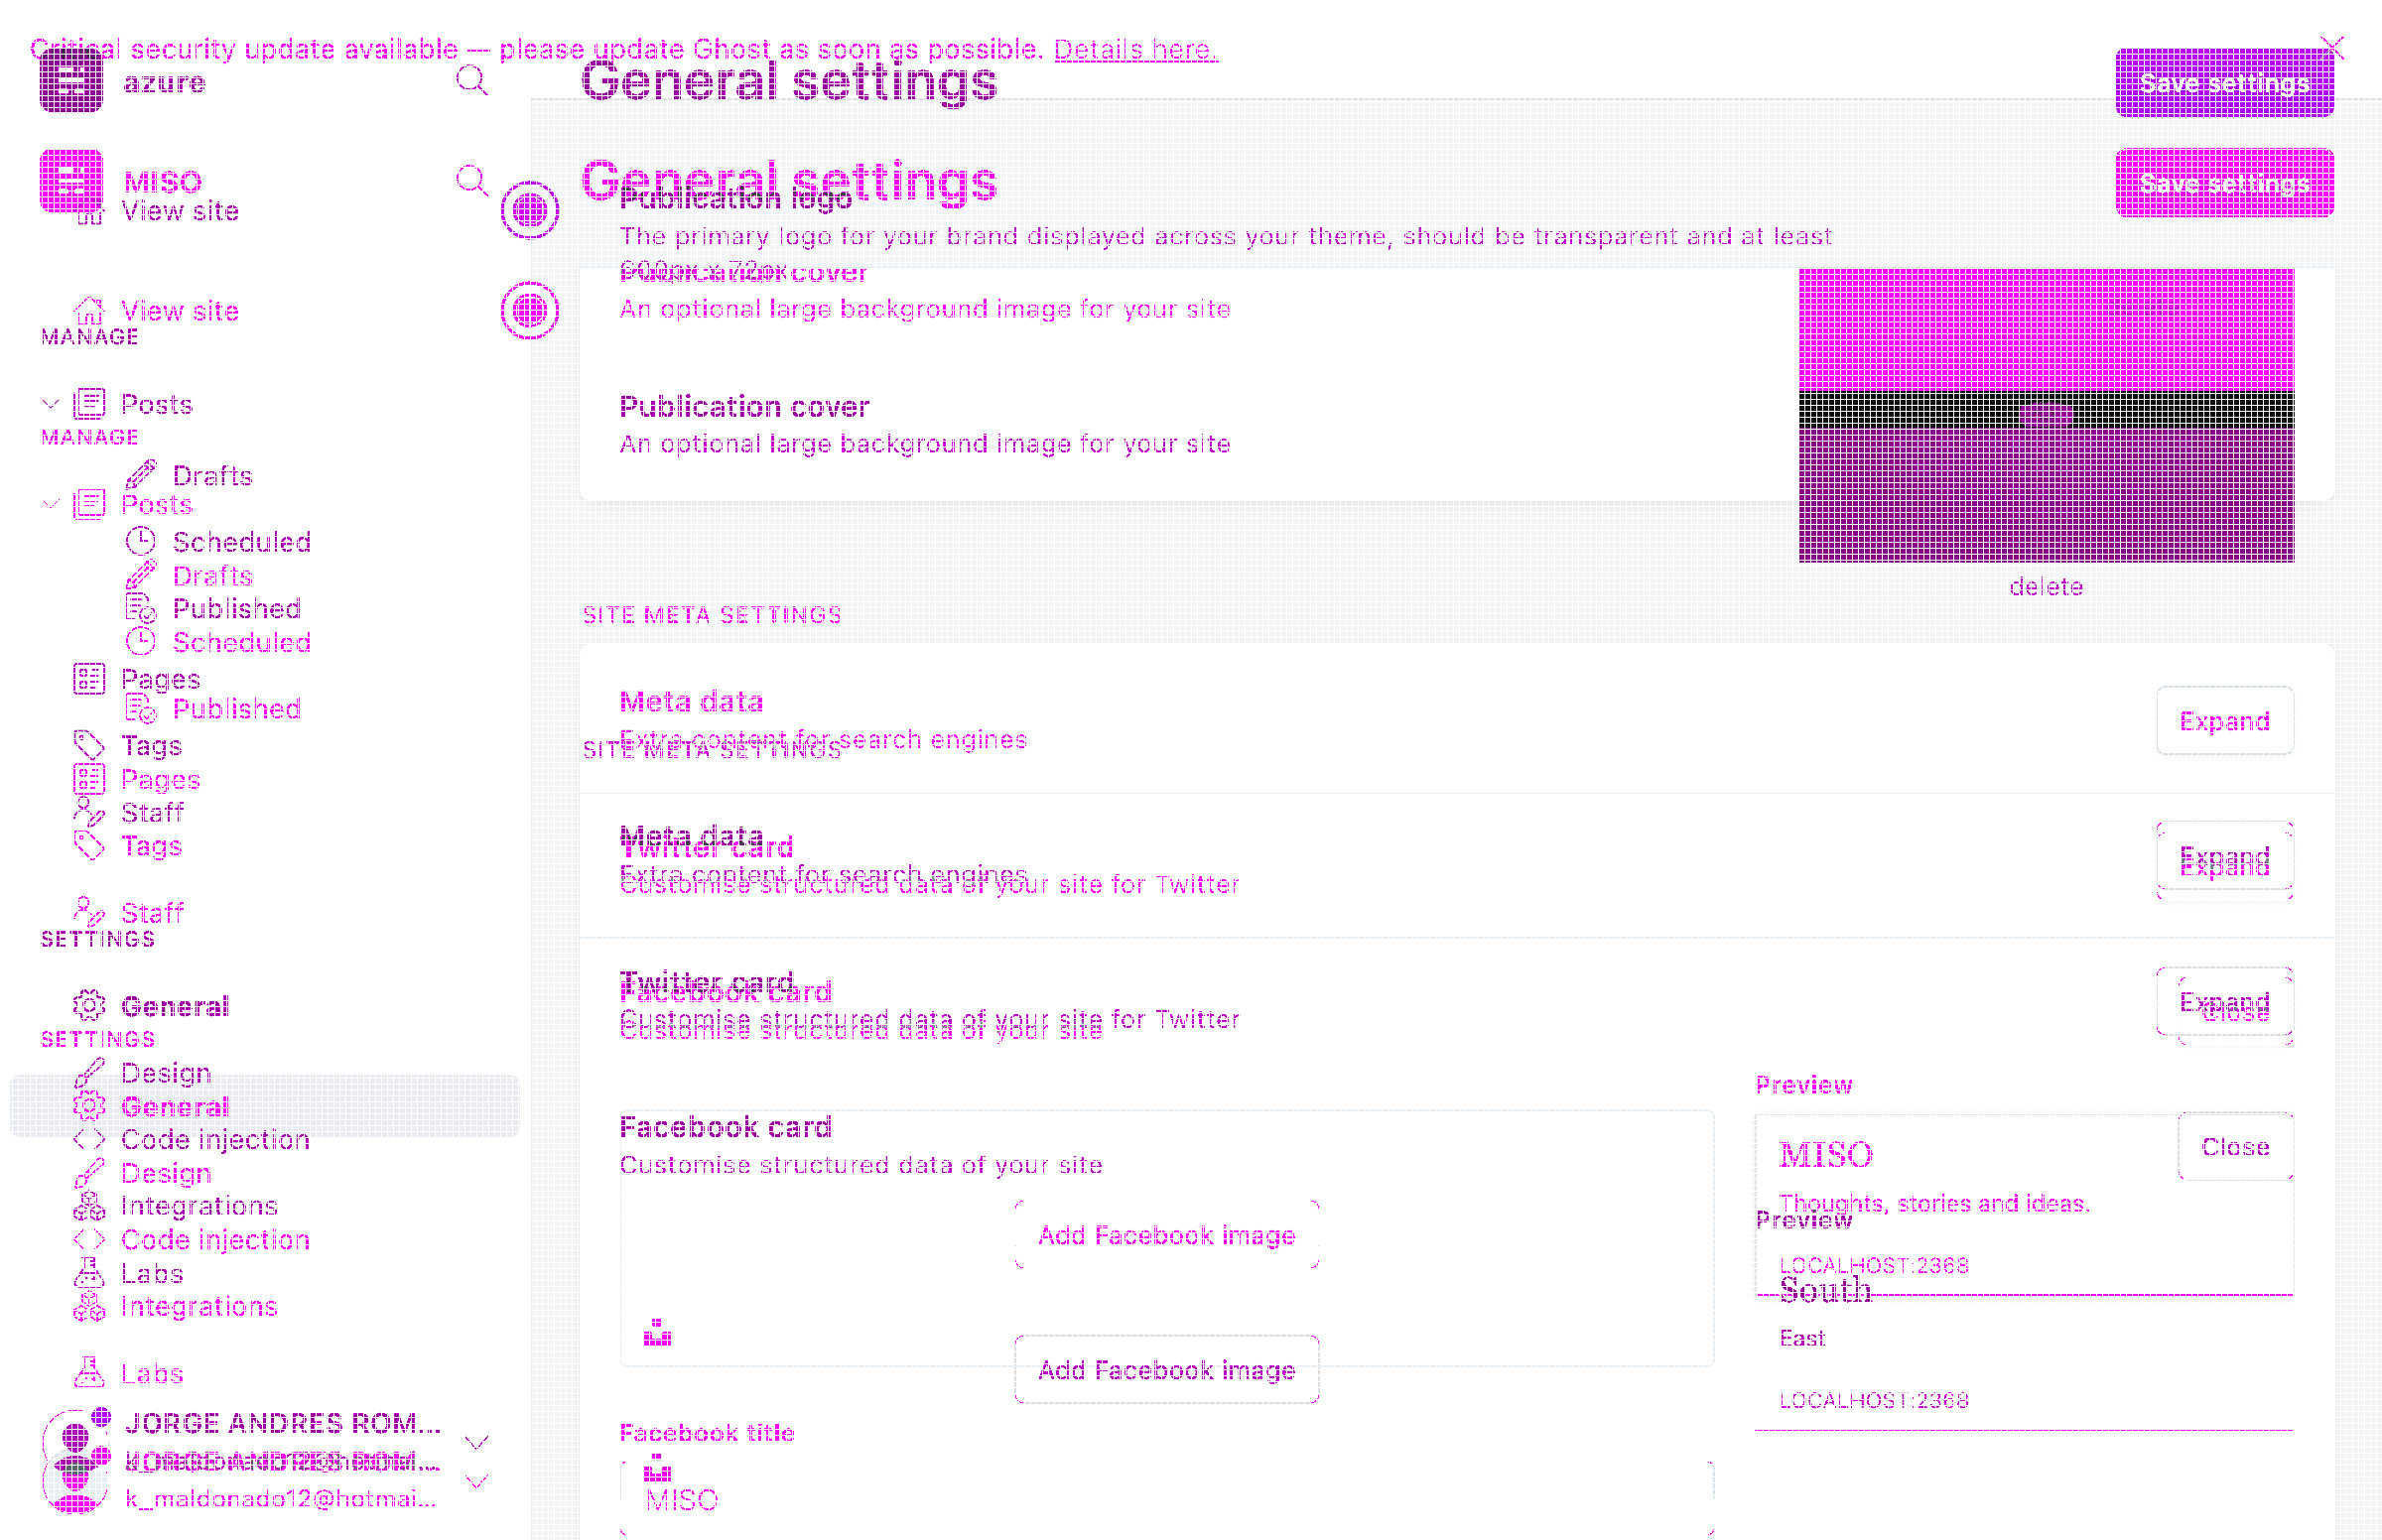 Critical security update available — please update Ghost as soon as possible. Details here.
azure
General settings
Save settings
MISO
General settings
Save settings
View site
Publication logo
The primary logo for your brand displayed across your theme, should be transparent and at least
600px x 72px
Publication cover
An optional large background image for your site
View site
MANAGE
Posts
Publication cover
MANAGE
An optional large background image for your site
Drafts
Posts
Scheduled
Drafts
delete
Published
SITE META SETTINGS
Scheduled
Pages
Meta data
Published
Expand
Extra content for search engines
Tags
SITE META SETTINGS
Pages
Staff
Meta data
Tags
Twitter card
Expand
Expand
Extra content for search engines
Customise structured data of your site for Twitter
Staff
SETTINGS
Twitter card
Facebook card
General
Expand
Close
Customise structured data of your site for Twitter
Customise structured data of your site
SETTINGS
Design
Preview
General
Facebook card
Code injection
Close
MISO
Customise structured data of your site
Design
Integrations
Thoughts, stories and ideas.
Preview
Add Facebook image
Code injection
LOCALHOST:2368
Labs
South
Integrations
East
Add Facebook image
Labs
LOCALHOST:2368
JORGE ANDRES ROM...
Facebook title
JORGE ANDRES ROM...
k_maldonado12@hotmai...
MISO